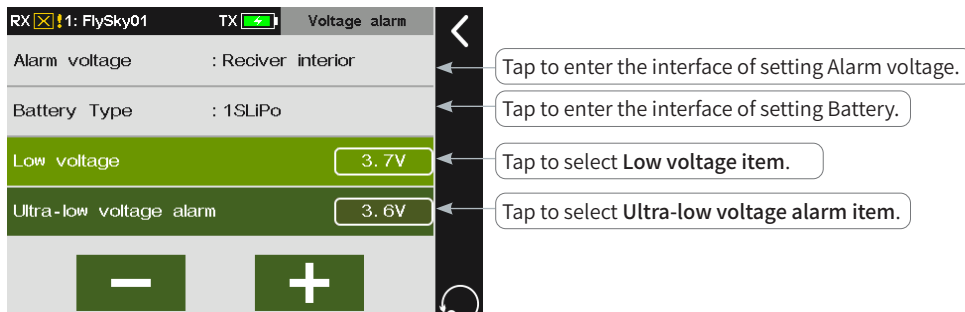 RX 1: FlySky01 TX Voltage alarm
Alarm voltage : Reciver interior
Tap to enter the interface of setting Alarm voltage.
Battery Type : 1SLiPo
Tap to enter the interface of setting Battery.
Low voltage 3.7V
Tap to select Low voltage item.
Ultra-low voltage alarm 3.6V
Tap to select Ultra-low voltage alarm item.
− +